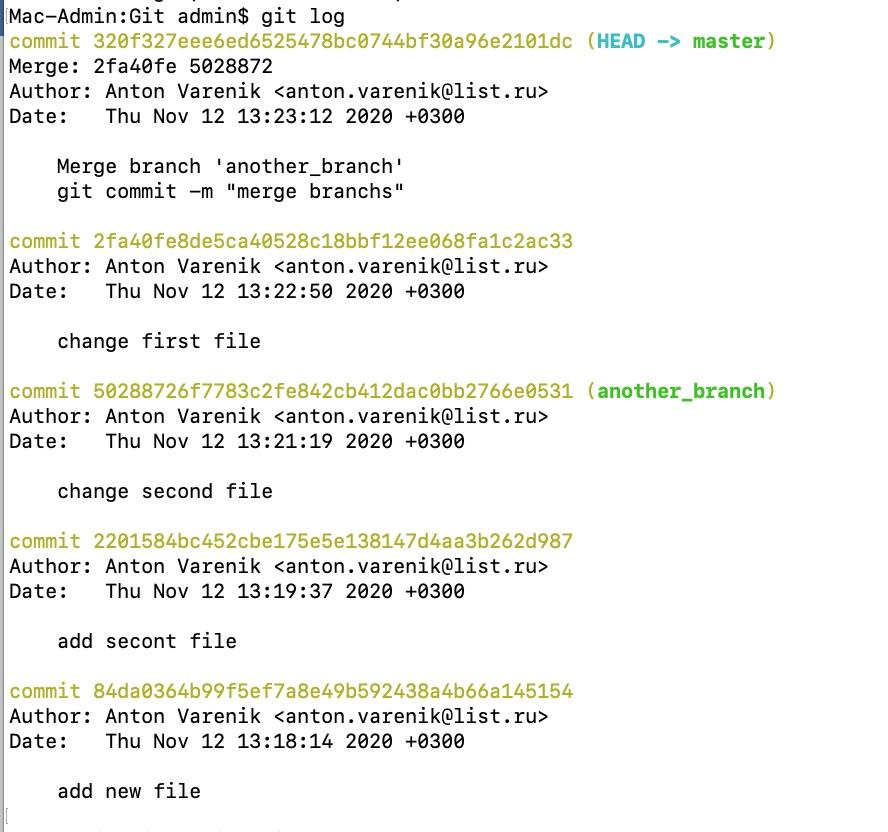 Mac-Admin:Git admin$ git log
commit 320f327eee6ed6525478bc0744bf30a96e2101dc (HEAD -> master)
Merge: 2fa40fe 5028872
Author: Anton Varenik <anton.varenik@list.ru>
Date:   Thu Nov 12 13:23:12 2020 +0300
    Merge branch 'another_branch'
    git commit -m "merge branchs"
commit 2fa40fe8de5ca40528c18bbf12ee068fa1c2ac33
Author: Anton Varenik <anton.varenik@list.ru>
Date:   Thu Nov 12 13:22:50 2020 +0300
    change first file
commit 50288726f7783c2fe842cb412dac0bb2766e0531 (another_branch)
Author: Anton Varenik <anton.varenik@list.ru>
Date:   Thu Nov 12 13:21:19 2020 +0300
    change second file
commit 2201584bc452cbe175e5e138147d4aa3b262d987
Author: Anton Varenik <anton.varenik@list.ru>
Date:   Thu Nov 12 13:19:37 2020 +0300
    add secont file
commit 84da0364b99f5ef7a8e49b592438a4b66a145154
Author: Anton Varenik <anton.varenik@list.ru>
Date:   Thu Nov 12 13:18:14 2020 +0300
    add new file